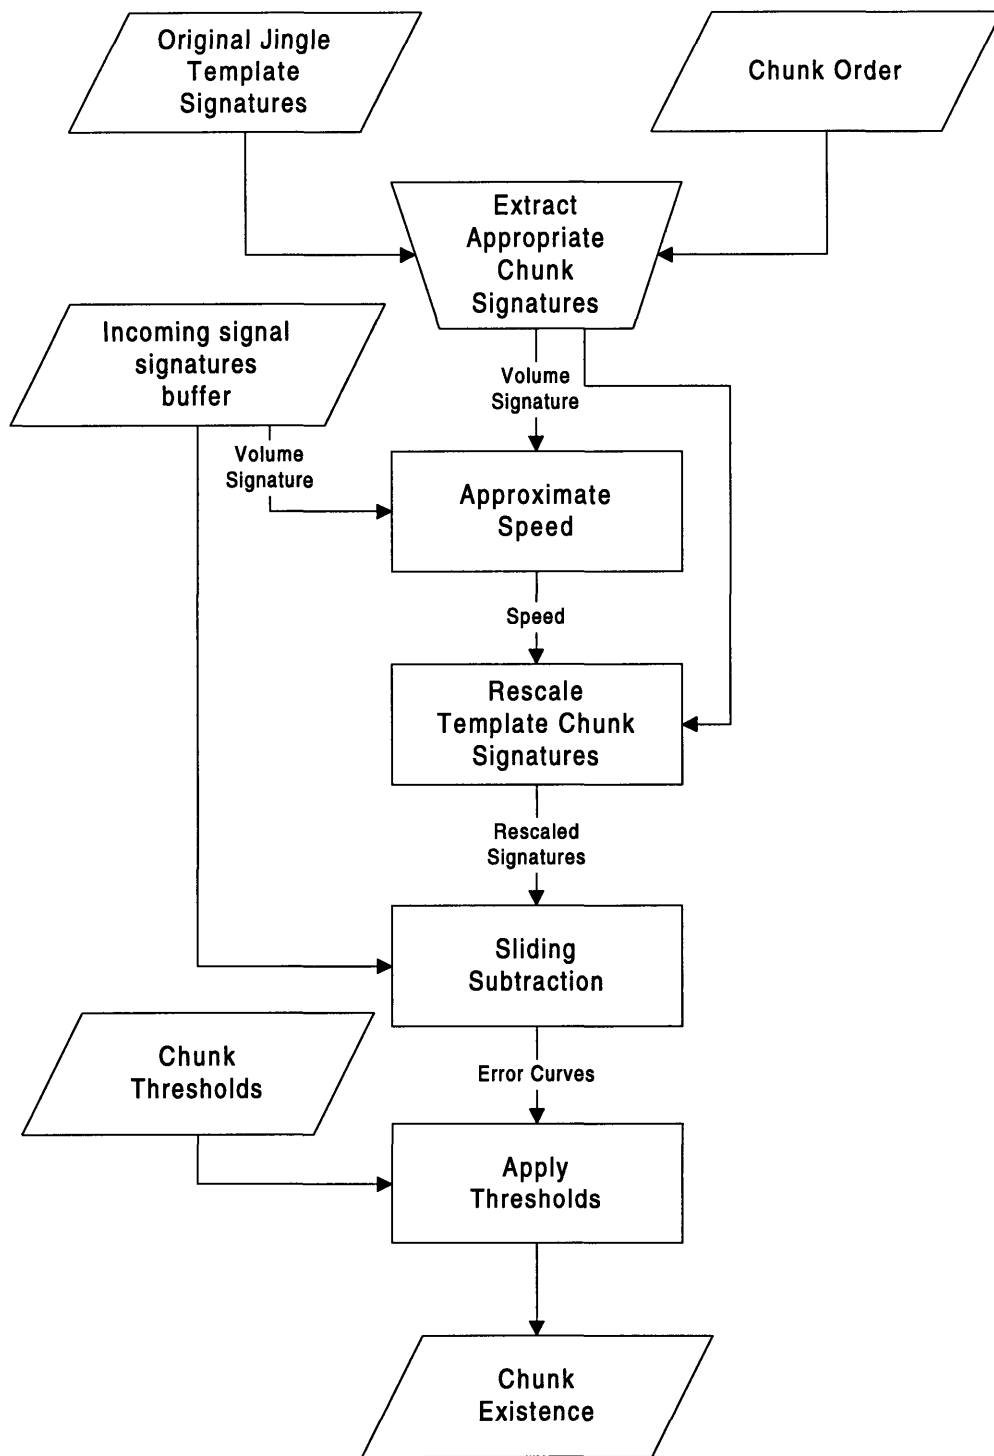 Original Jingle
Template
Signatures
Chunk Order
Extract
Appropriate
Chunk
Signatures
Incoming signal
signatures
buffer
Volume
Signature
Volume
Signature
Approximate
Speed
Speed
Rescale
Template Chunk
Signatures
Rescaled
Signatures
Sliding
Subtraction
Chunk
Thresholds
Error Curves
Apply
Thresholds
Chunk
Existence